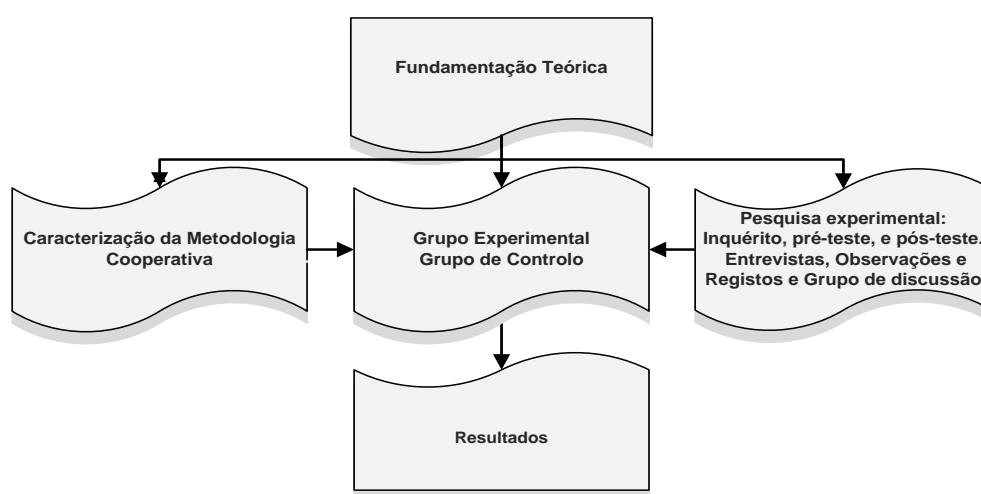 Fundamentação Teórica
Caracterização da Metodologia
Cooperativa
Grupo Experimental
Grupo de Controlo
Pesquisa experimental:
Inquérito, pré-teste, e pós-teste.
Entrevistas, Observações e
Registos e Grupo de discussão
Resultados